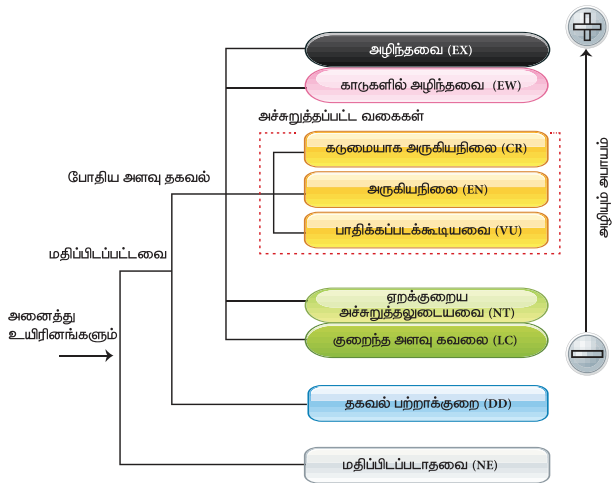 அழிந்தவை (EX)
காடுகளில் அழிந்தவை (EW)
அச்சுறுத்தப்பட்ட வகைகள்
கடுமையாக அருகியநிலை (CR)
போதிய அளவு தகவல்
அருகியநிலை (EN)
பாதிக்கப்படக்கூடியவை (VU)
அழியும் அபாயம்
மதிப்பிடப்பட்டவை
ஏறக்குறைய
அச்சுறுத்தலுடையவை (NT)
அனைத்து
உயிரினங்களும்
குறைந்த அளவு கவலை (LC)
தகவல் பற்றாக்குறை (DD)
மதிப்பிடப்படாதவை (NE)